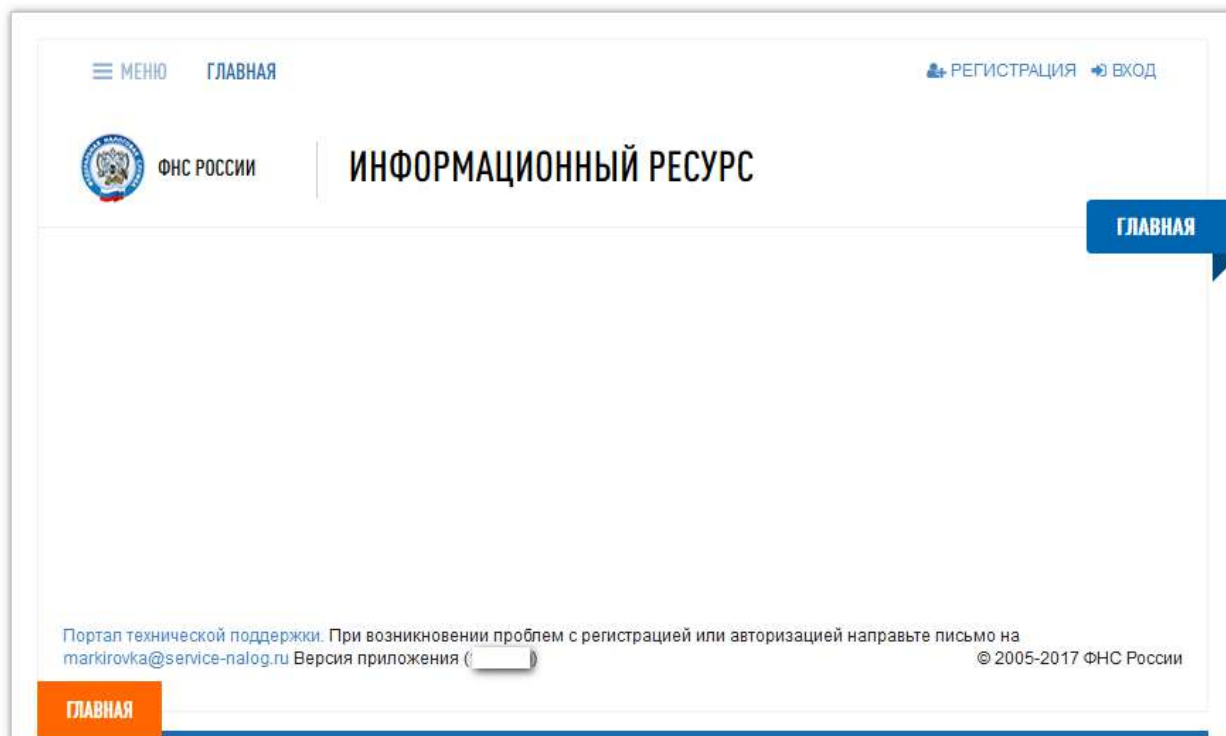 МЕНЮ ГЛАВНАЯ РЕГИСТРАЦИЯ ВХОД
ФНС РОССИИ ИНФОРМАЦИОННЫЙ РЕСУРС
ГЛАВНАЯ
Портал технической поддержки. При возникновении проблем с регистрацией или авторизацией направьте письмо на
markirovka@service-nalog.ru Версия приложения ( ) © 2005-2017 ФНС России
ГЛАВНАЯ